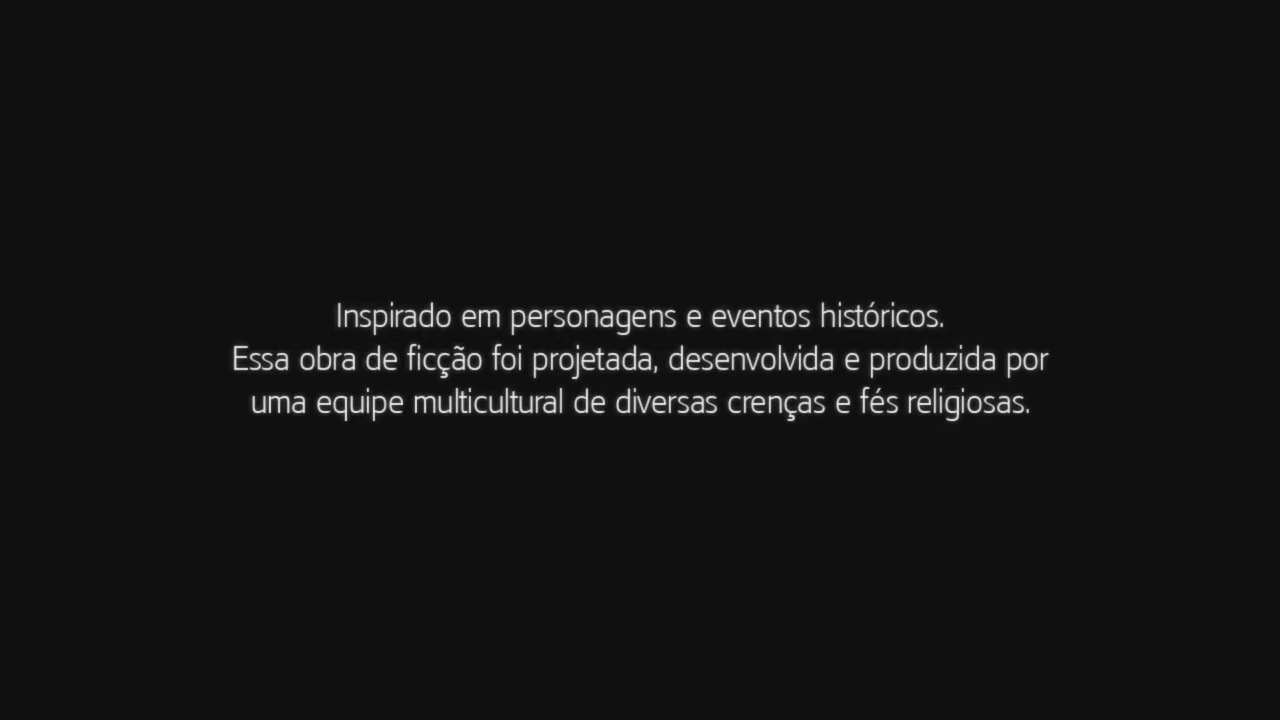 Inspirado em personagens e eventos históricos.
Essa obra de ficção foi projetada, desenvolvida e produzida por
uma equipe multicultural de diversas crenças e fés religiosas.